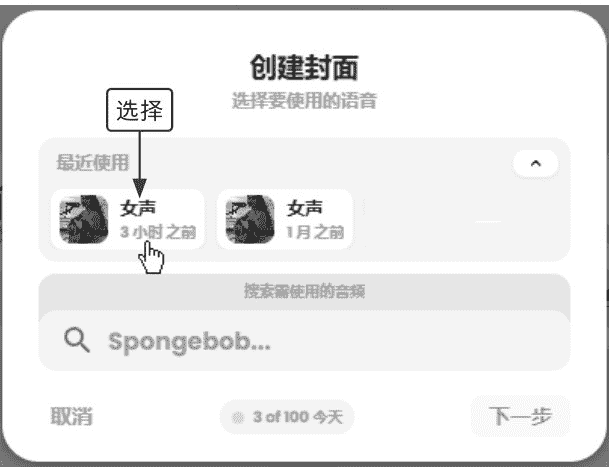 创建封面
选择要使用的语音
选择
最近使用
女声
3 小时 之前
女声
1 月 之前
搜索需使用的音频
Spongebob...
取消
3 of 100 今天
下一步